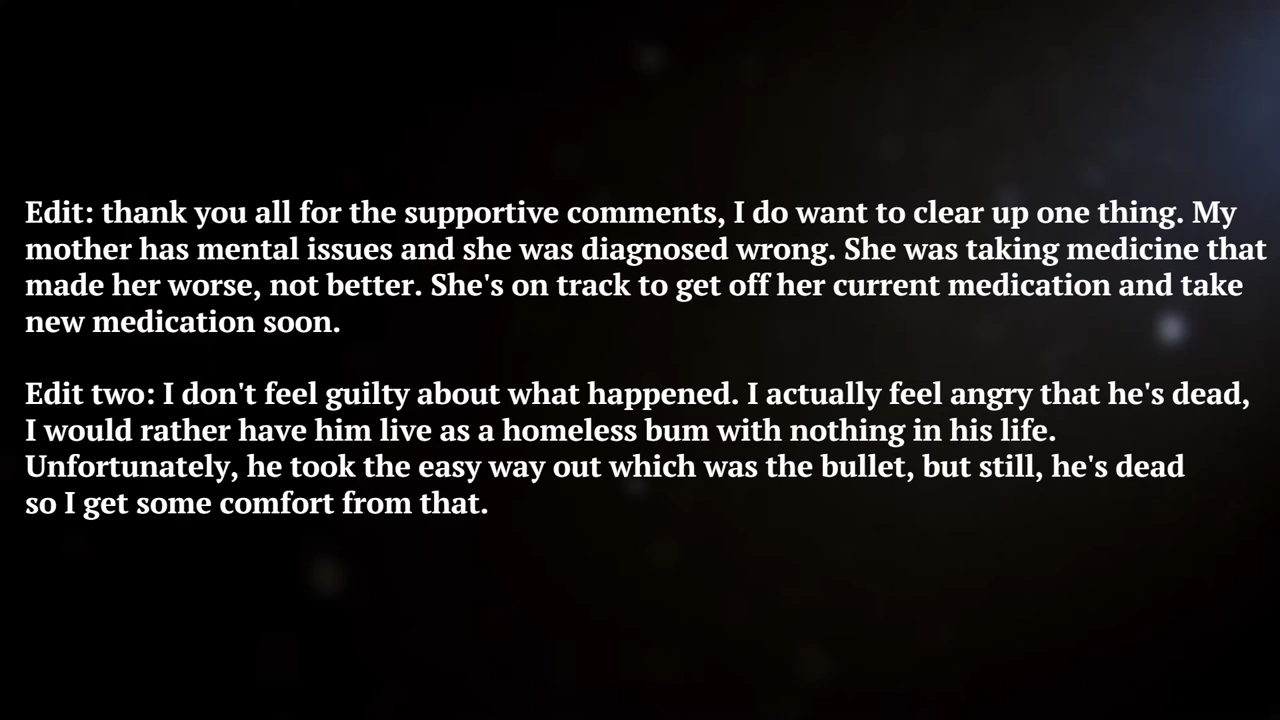 Edit: thank you all for the supportive comments, I do want to clear up one thing. My
mother has mental issues and she was diagnosed wrong. She was taking medicine that
made her worse, not better. She's on track to get off her current medication and take
new medication soon.
Edit two: I don't feel guilty about what happened. I actually feel angry that he's dead,
I would rather have him live as a homeless bum with nothing in his life.
Unfortunately, he took the easy way out which was the bullet, but still, he's dead
so I get some comfort from that.